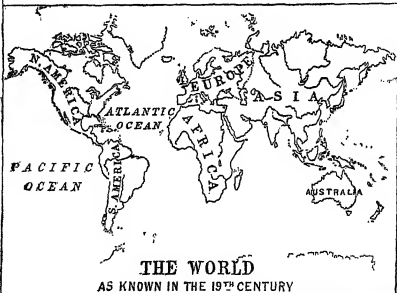 N. AMERICA
EUROPE
ASIA
ATLANTIC
OCEAN
AFRICA
PACIFIC
OCEAN
S. AMERICA
AUSTRALIA
THE WORLD
AS KNOWN IN THE 19TH CENTURY